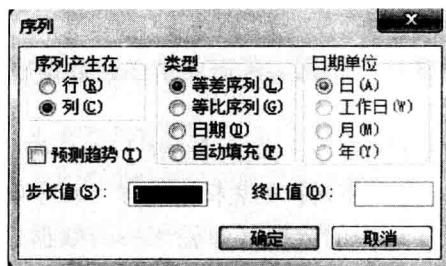 序列
序列产生在
行(R)
列(C)
预测趋势(T)
类型
等差序列(L)
等比序列(G)
日期(D)
自动填充(F)
日期单位
日(A)
工作日(W)
月(M)
年(Y)
步长值(S): 1
终止值(O):
确定
取消